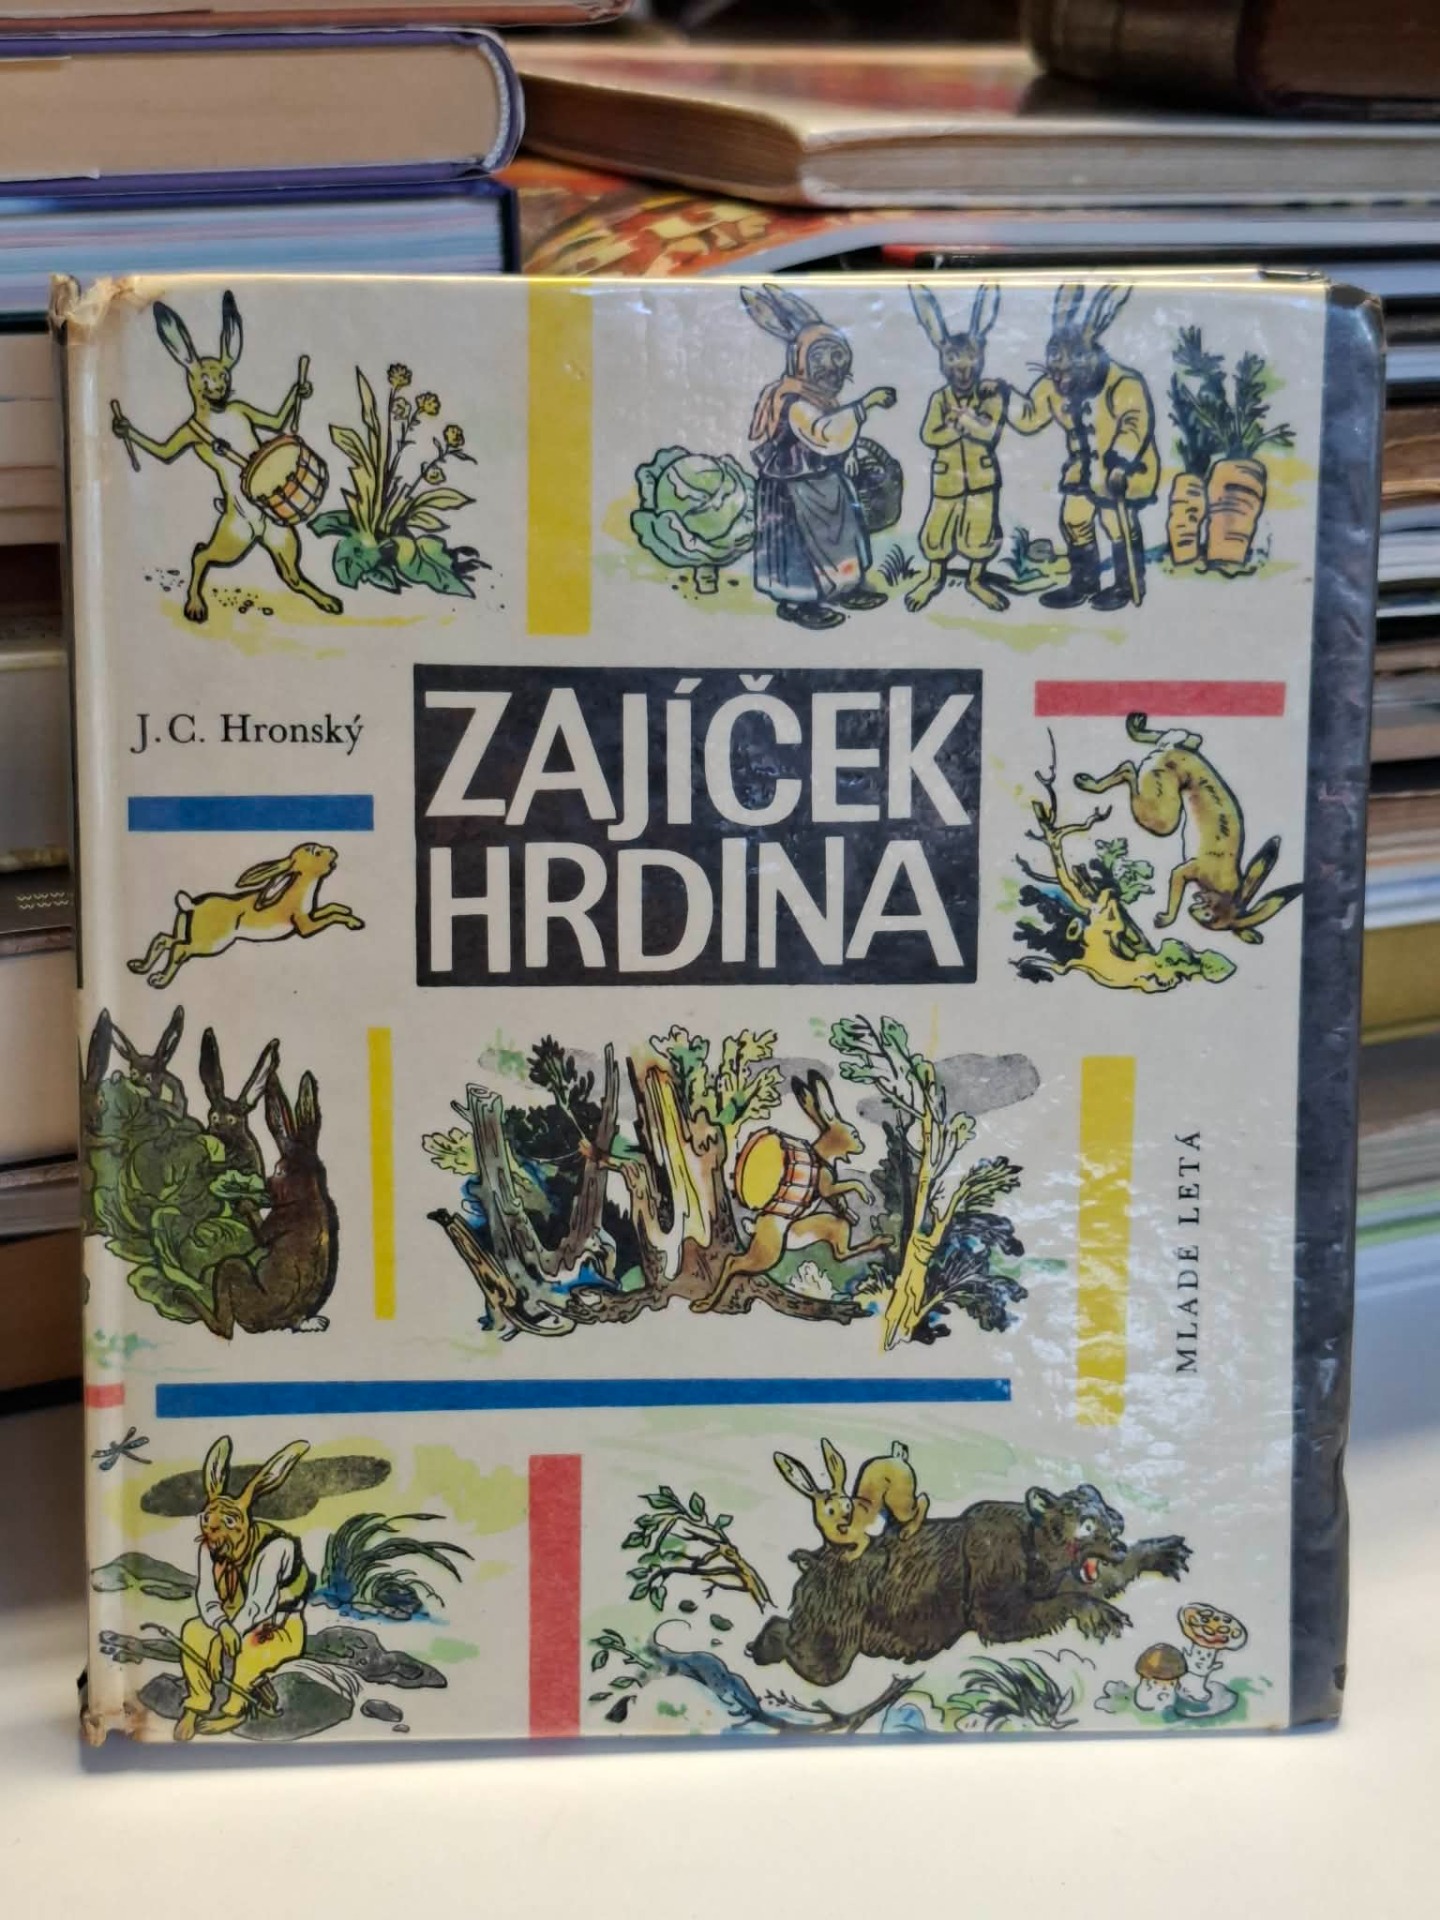 J. C. Hronský
ZAJÍČEK
HRDINA
MLADÉ LETÁ